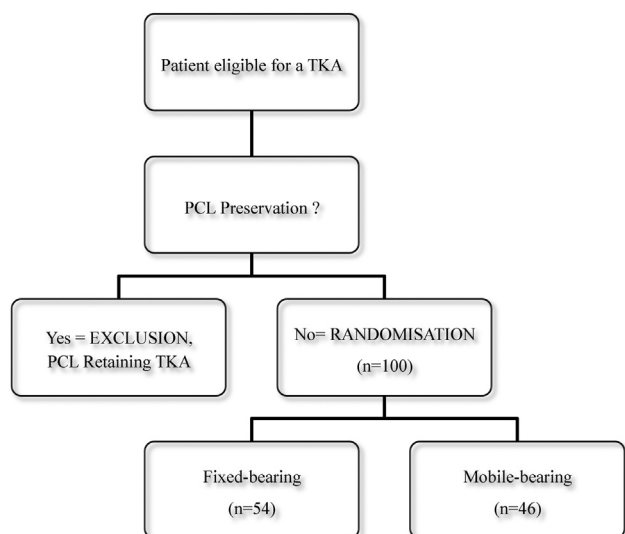 Patient eligible for a TKA
PCL Preservation ?
Yes = EXCLUSION,
PCL Retaining TKA
No= RANDOMISATION
(n=100)
Fixed-bearing
(n=54)
Mobile-bearing
(n=46)